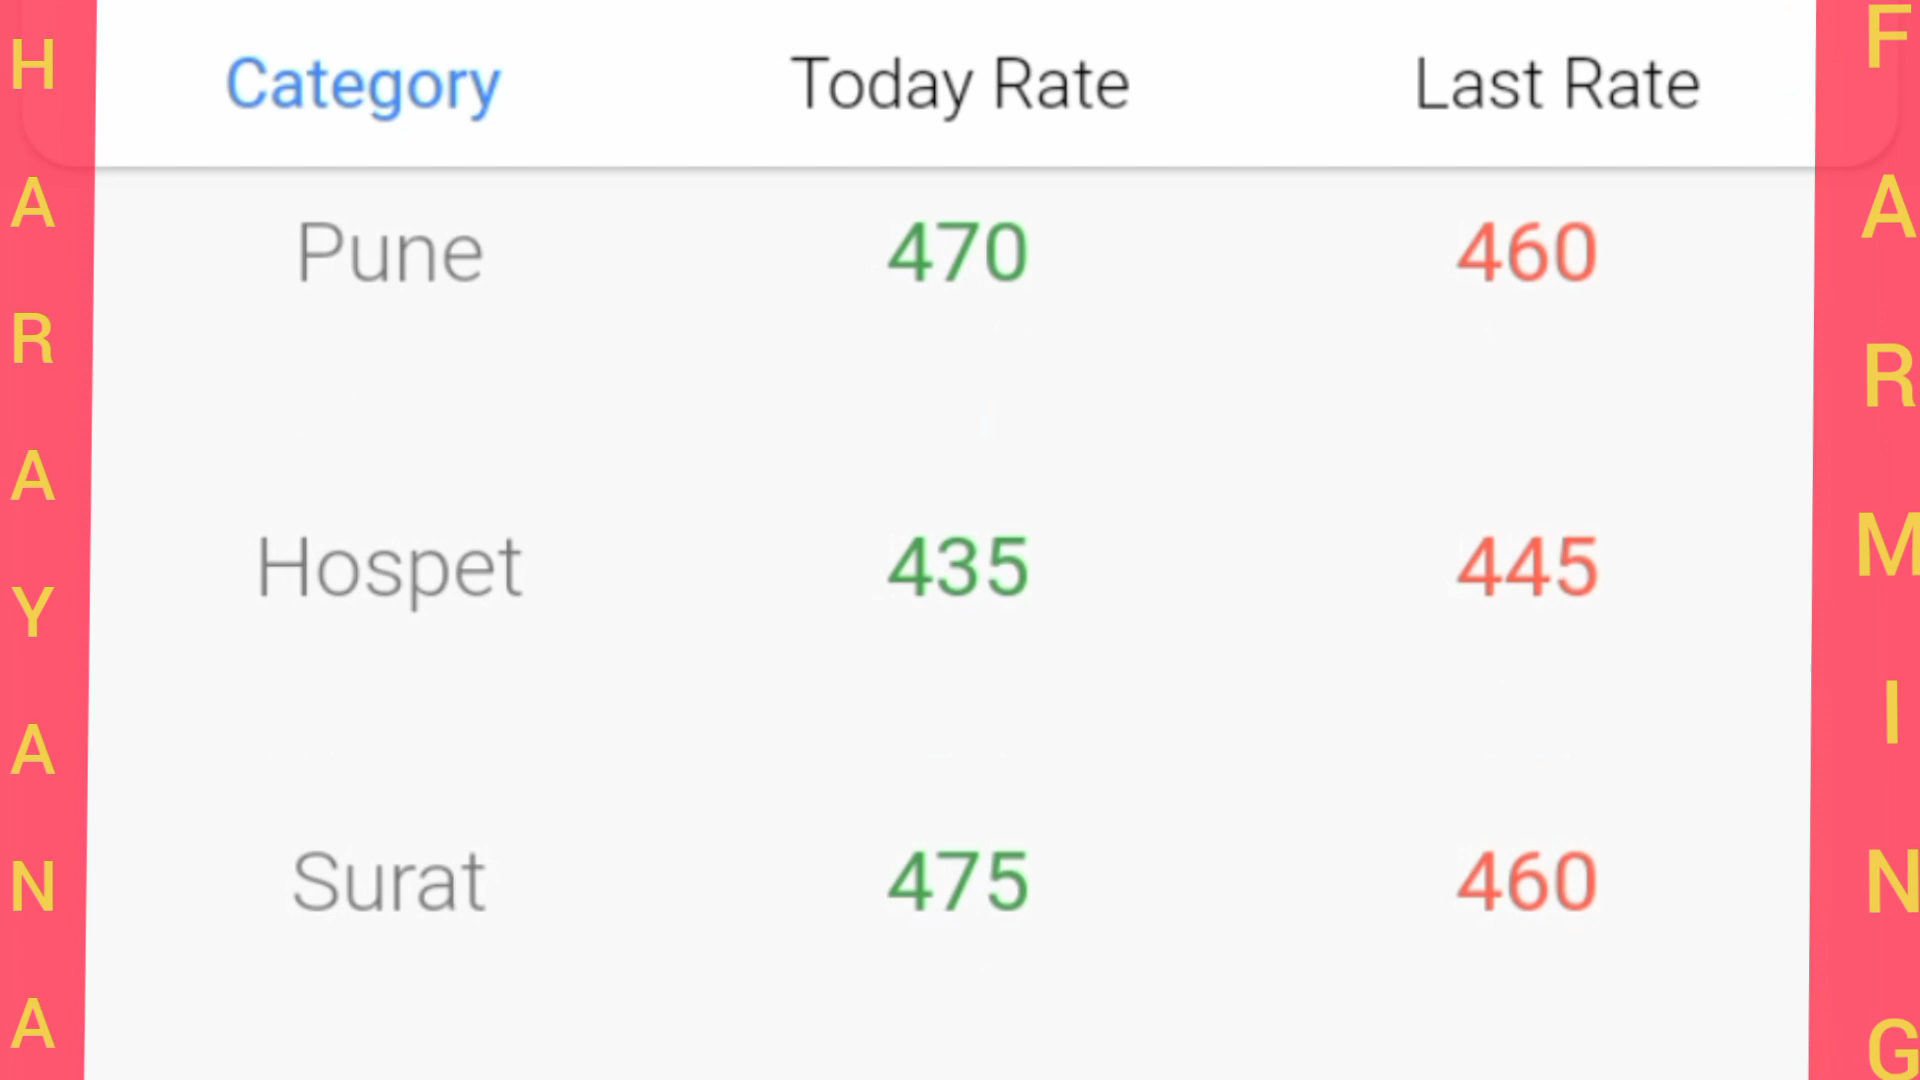 HARAYANA
Category Today Rate Last Rate
Pune 470 460
Hospet 435 445
Surat 475 460
FARMING